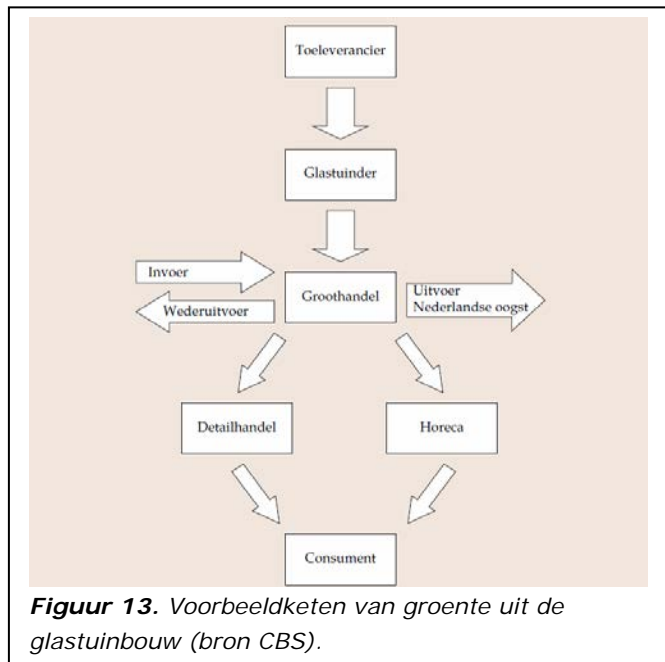 Toeleverancier
Glastuinder
Invoer
Wederuitvoer
Groothandel
Uitvoer
Nederlandse oogst
Detailhandel
Horeca
Consument
Figuur 13. Voorbeeldketen van groente uit de
glastuinbouw (bron CBS).